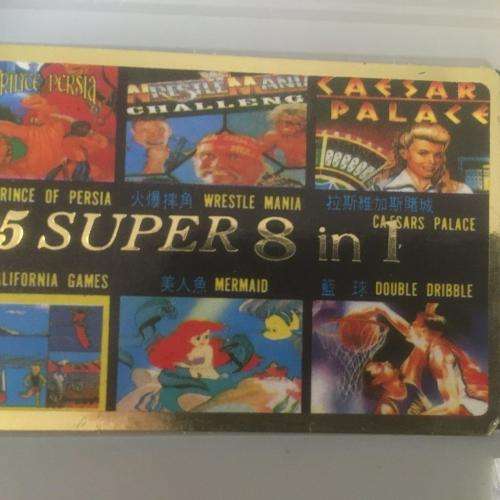 PRINCE PERSIA
WRESTLEMANIA
CHALLENG
CAESAR
PALACE
RINCE OF PERSIA
火爆摔角 WRESTLE MANIA
拉斯維加斯賭城
CAESARS PALACE
5 SUPER 8 in 1
ALIFORNIA GAMES
美人魚 MERMAID
籃 球 DOUBLE DRIBBLE